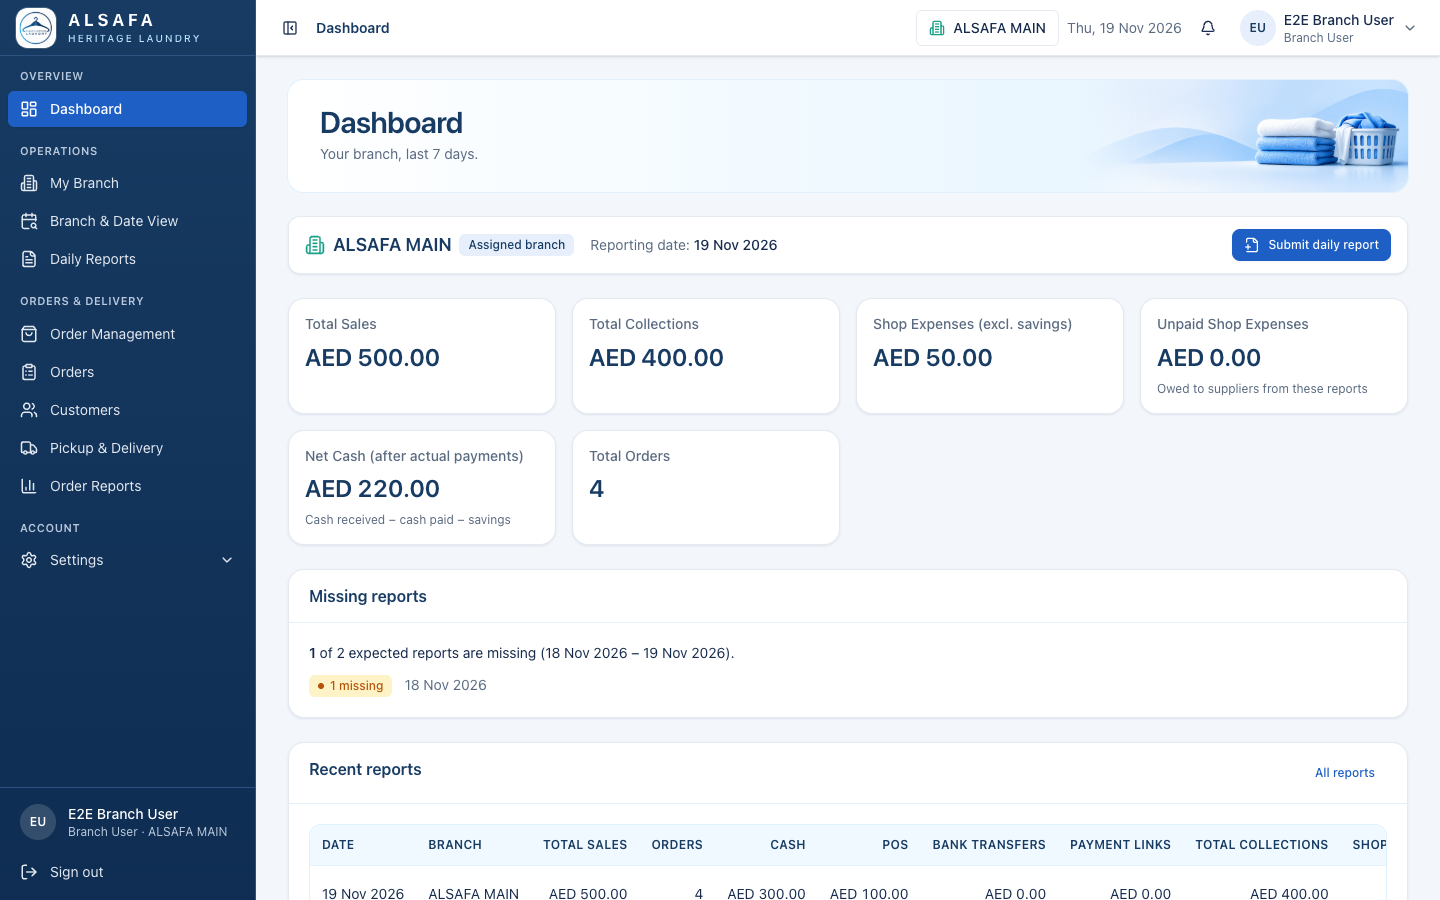 ALSAFA
HERITAGE LAUNDRY
OVERVIEW
Dashboard
OPERATIONS
My Branch
Branch & Date View
Daily Reports
ORDERS & DELIVERY
Order Management
Orders
Customers
Pickup & Delivery
Order Reports
ACCOUNT
Settings
EU
E2E Branch User
Branch User · ALSAFA MAIN
Sign out
Dashboard
ALSAFA MAIN
Thu, 19 Nov 2026
EU
E2E Branch User
Branch User
Dashboard
Your branch, last 7 days.
ALSAFA MAIN Assigned branch Reporting date: 19 Nov 2026
Submit daily report
Total Sales
AED 500.00
Total Collections
AED 400.00
Shop Expenses (excl. savings)
AED 50.00
Unpaid Shop Expenses
AED 0.00
Owed to suppliers from these reports
Net Cash (after actual payments)
AED 220.00
Cash received – cash paid – savings
Total Orders
4
Missing reports
1 of 2 expected reports are missing (18 Nov 2026 – 19 Nov 2026).
1 missing 18 Nov 2026
Recent reports
All reports
DATE BRANCH TOTAL SALES ORDERS CASH POS BANK TRANSFERS PAYMENT LINKS TOTAL COLLECTIONS SHOP
19 Nov 2026 ALSAFA MAIN AED 500.00 4 AED 300.00 AED 100.00 AED 0.00 AED 0.00 AED 400.00